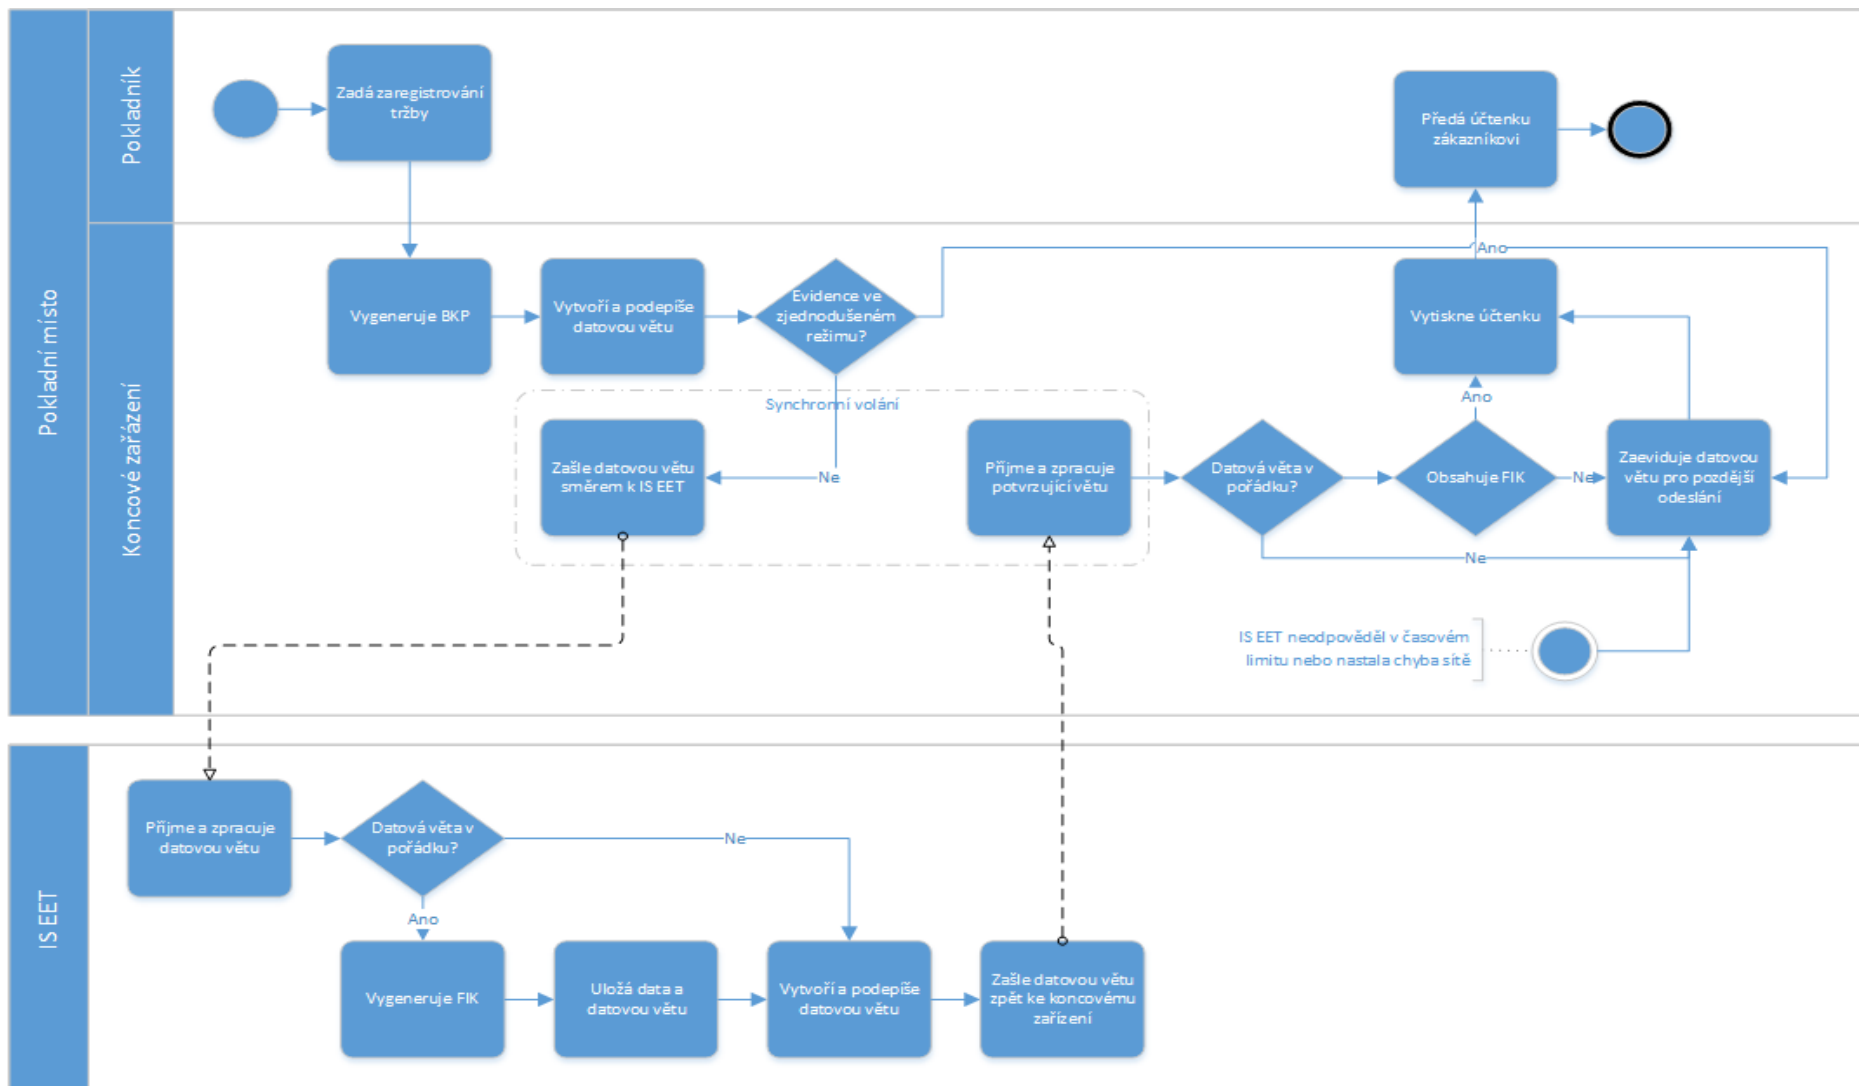 Pokladní místo
Pokladník
Zadá zaregistrování
tržby
Předá účtenku
zákazníkovi
Koncové zařázení
Vygeneruje BKP
Vytvoří a podepíše
datovou větu
Evidence ve
zjednodušeném
režimu?
Ano
Vytiskne účtenku
Synchronní volání
Ne
Zašle datovou větu
směrem k IS EET
Příjme a zpracuje
potvrzující větu
Datová věta v
pořádku?
Ano
Obsahuje FIK
Ne
Zaeviduje datovou
větu pro pozdější
odeslání
Ne
IS EET neodpověděl v časovém
limitu nebo nastala chyba sítě
IS EET
Příjme a zpracuje
datovou větu
Datová věta v
pořádku?
Ne
Ano
Vygeneruje FIK
Uložá data a
datovou větu
Vytvoří a podepíše
datovou větu
Zašle datovou větu
zpět ke koncovému
zařízení